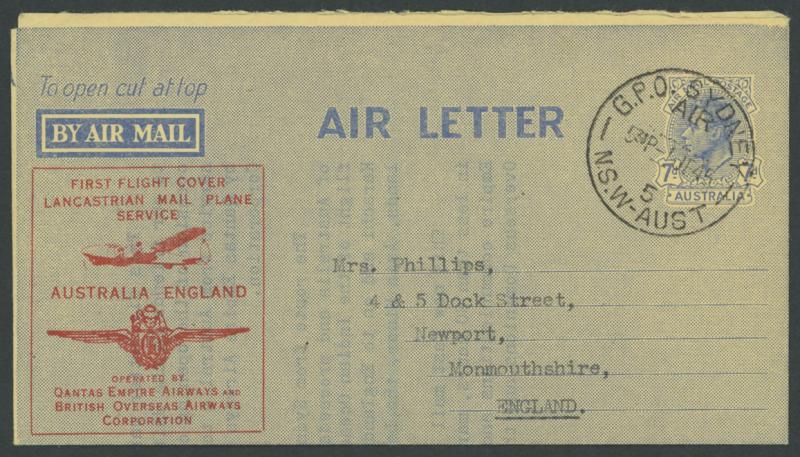 To open cut at top
BY AIR MAIL
AIR LETTER
G.P.O. SYDNEY
AIR
5
N.S.W-AUST
7D
AUSTRALIA
FIRST FLIGHT COVER
LANCASTRIAN MAIL PLANE
SERVICE
AUSTRALIA ENGLAND
OPERATED BY
QANTAS EMPIRE AIRWAYS AND
BRITISH OVERSEAS AIRWAYS
CORPORATION
Mrs. Phillips,
4 & 5 Dock Street,
Newport,
Monmouthshire,
ENGLAND.